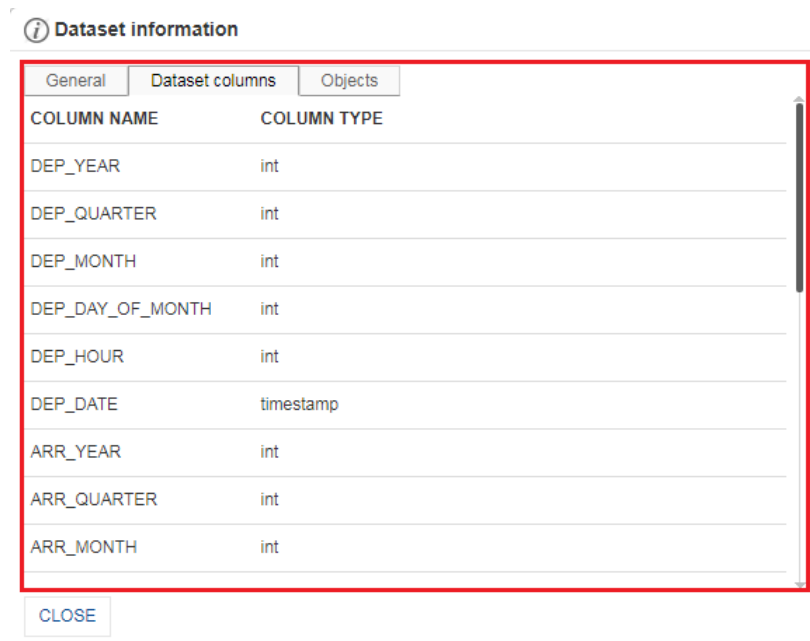 Dataset information
General Dataset columns Objects
COLUMN NAME COLUMN TYPE
DEP_YEAR int
DEP_QUARTER int
DEP_MONTH int
DEP_DAY_OF_MONTH int
DEP_HOUR int
DEP_DATE timestamp
ARR_YEAR int
ARR_QUARTER int
ARR_MONTH int
CLOSE